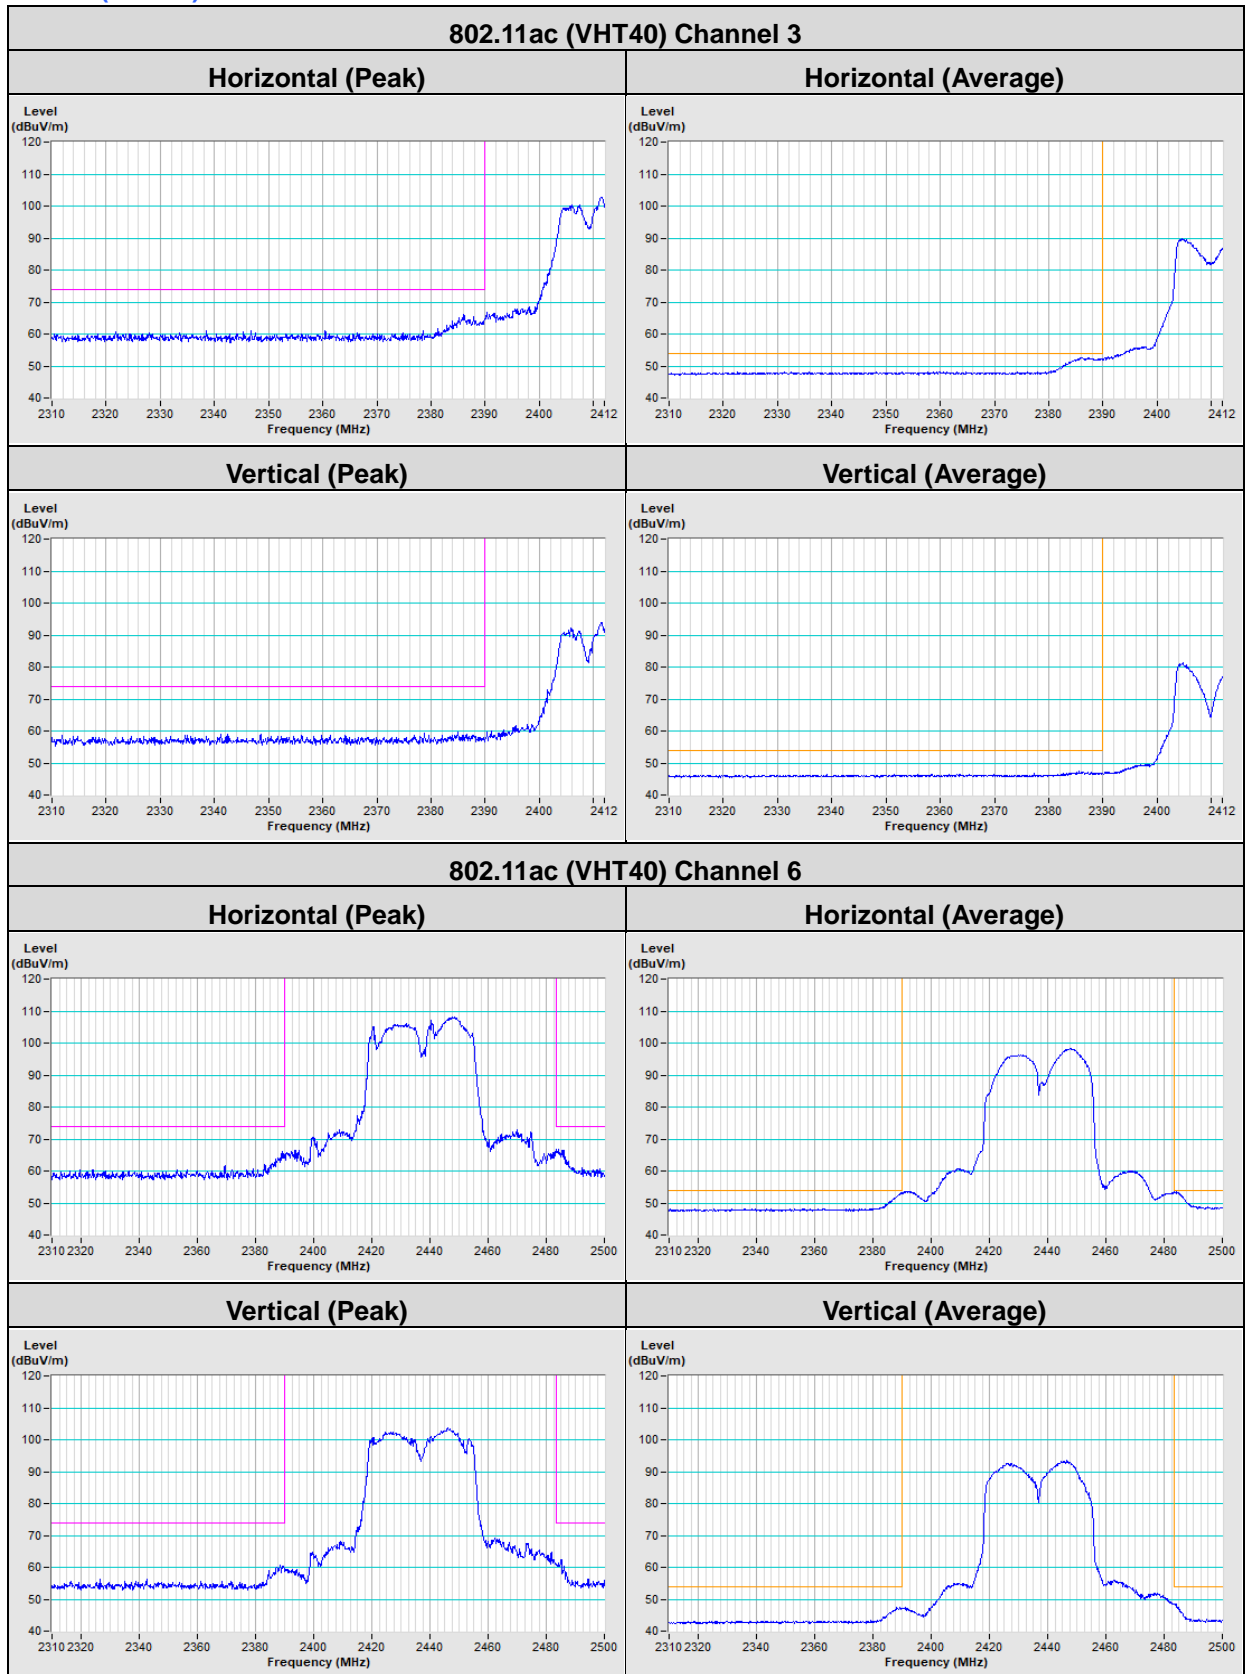 802.11ac (VHT40) Channel 3
Horizontal (Peak) Horizontal (Average)
Level Level
(dBuV/m) (dBuV/m)
120 120
110 110
100 100
90 90
80 80
70 70
60 60
50 50
40 40
2310 2320 2330 2340 2350 2360 2370 2380 2390 2400 2412 2310 2320 2330 2340 2350 2360 2370 2380 2390 2400 2412
Frequency (MHz) Frequency (MHz)
Vertical (Peak) Vertical (Average)
Level Level
(dBuV/m) (dBuV/m)
120 120
110 110
100 100
90 90
80 80
70 70
60 60
50 50
40 40
2310 2320 2330 2340 2350 2360 2370 2380 2390 2400 2412 2310 2320 2330 2340 2350 2360 2370 2380 2390 2400 2412
Frequency (MHz) Frequency (MHz)
802.11ac (VHT40) Channel 6
Horizontal (Peak) Horizontal (Average)
Level Level
(dBuV/m) (dBuV/m)
120 120
110 110
100 100
90 90
80 80
70 70
60 60
50 50
40 40
2310 2320 2340 2360 2380 2400 2420 2440 2460 2480 2500 2310 2320 2340 2360 2380 2400 2420 2440 2460 2480 2500
Frequency (MHz) Frequency (MHz)
Vertical (Peak) Vertical (Average)
Level Level
(dBuV/m) (dBuV/m)
120 120
110 110
100 100
90 90
80 80
70 70
60 60
50 50
40 40
2310 2320 2340 2360 2380 2400 2420 2440 2460 2480 2500 2310 2320 2340 2360 2380 2400 2420 2440 2460 2480 2500
Frequency (MHz) Frequency (MHz)